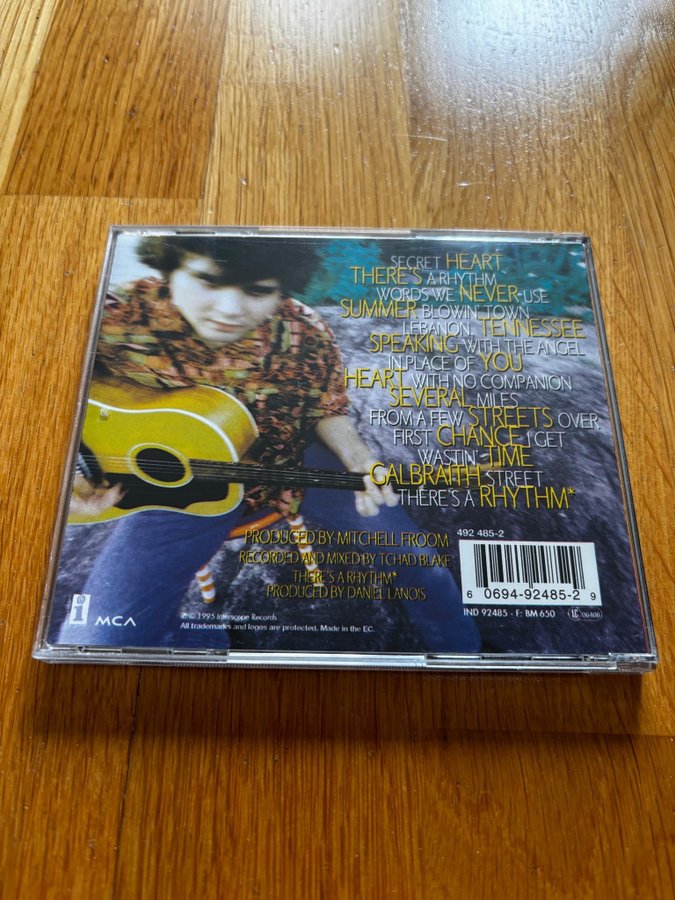 SECRET HEART
THERE'S A RHYTHM
WORDS WE NEVER USE
SUMMER BLOWIN' TOWN
LEBANON, TENNESSEE
SPEAKING WITH THE ANGEL
IN PLACE OF YOU
HEART WITH NO COMPANION
SEVERAL MILES
FROM A FEW STREETS OVER
FIRST CHANCE I GET
WASTIN' TIME
GALBRAITH STREET
THERE'S A RHYTHM*
PRODUCED BY MITCHELL FROOM
RECORDED AND MIXED BY TCHAD BLAKE
THERE'S A RHYTHM*
PRODUCED BY DANIEL LANOIS
492 485-2
6 0694-92485-2 9
IND 92485 - F: BM 650
LC 06406
i MCA
℗ © 1995 Interscope Records
All trademarks and logos are protected. Made in the EC.